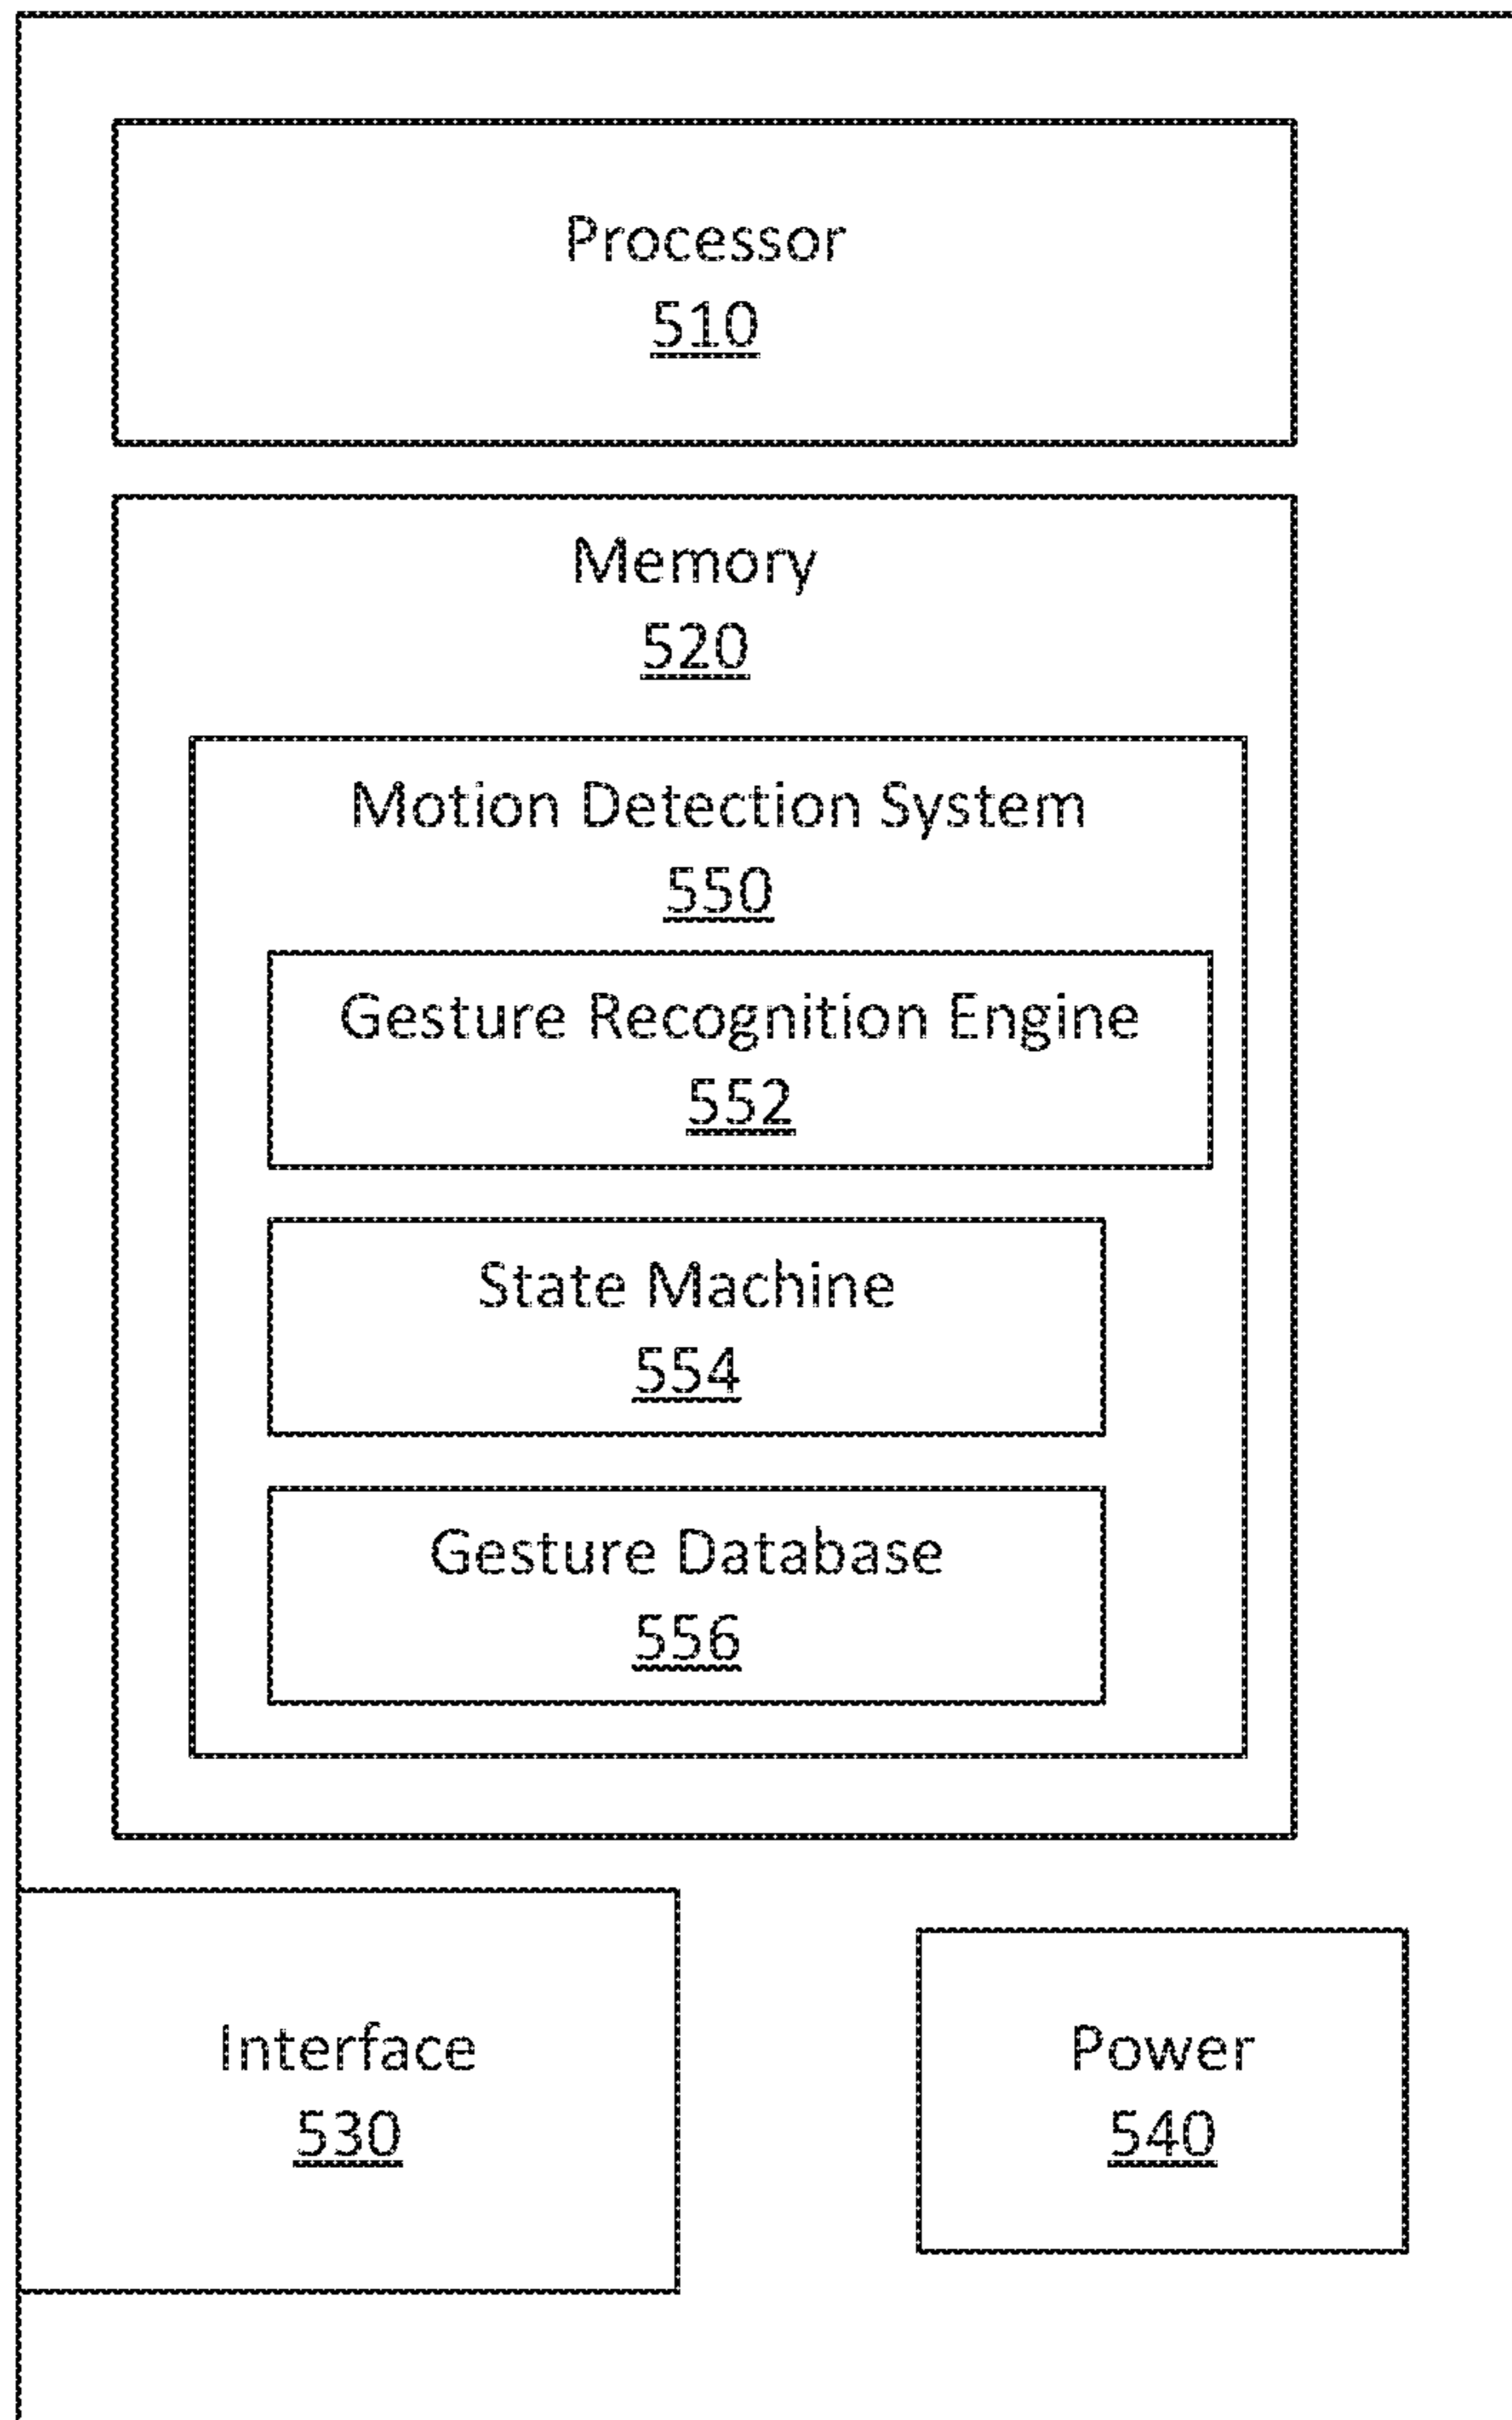 Processor
510
Memory
520
Motion Detection System
550
Gesture Recognition Engine
552
State Machine
554
Gesture Database
556
Interface
530
Power
540